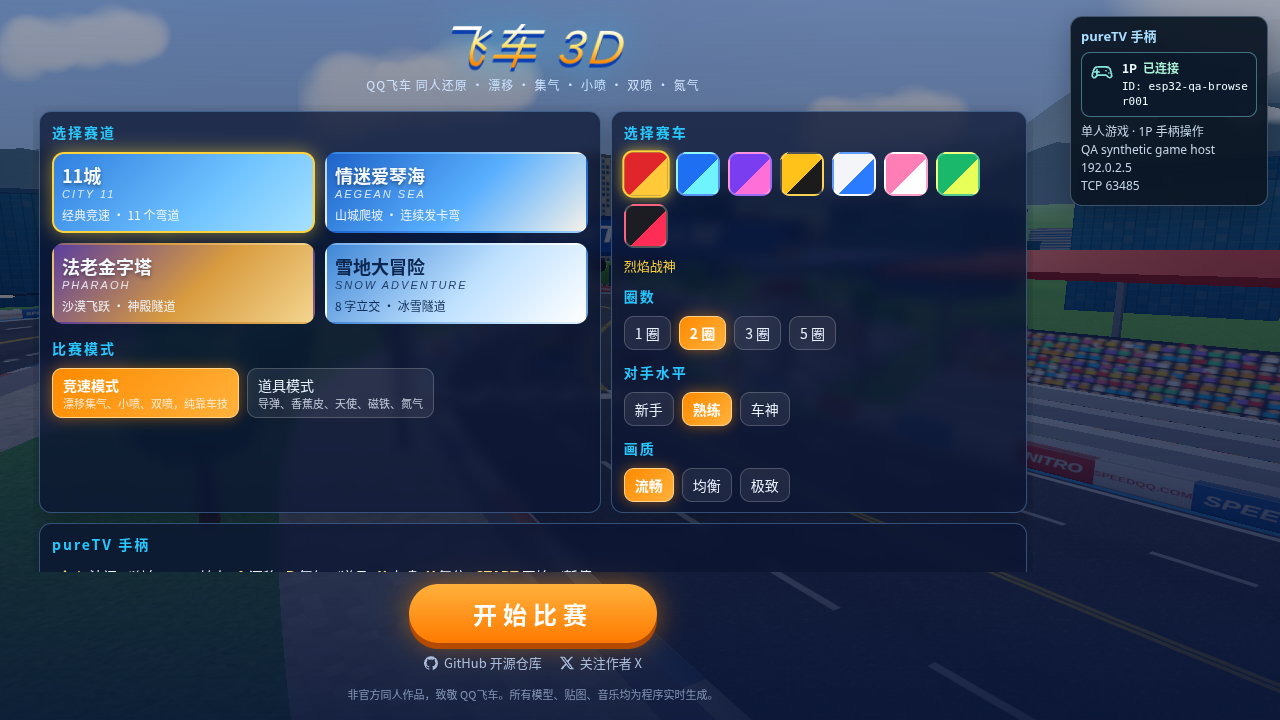 飞车 3D
QQ飞车 同人还原 · 漂移 · 集气 · 小喷 · 双喷 · 氮气
选择赛道
11城
CITY 11
经典竞速 · 11 个弯道
情迷爱琴海
AEGEAN SEA
山城爬坡 · 连续发卡弯
法老金字塔
PHARAOH
沙漠飞跃 · 神殿隧道
雪地大冒险
SNOW ADVENTURE
8 字立交 · 冰雪隧道
比赛模式
竞速模式
漂移集气、小喷、双喷，纯靠车技
道具模式
导弹、香蕉皮、天使、磁铁、氮气
选择赛车
烈焰战神
圈数
1 圈
2 圈
3 圈
5 圈
对手水平
新手
熟练
车神
画质
流畅
均衡
极致
pureTV 手柄
开始比赛
GitHub 开源仓库
关注作者 X
非官方同人作品，致敬 QQ飞车。所有模型、贴图、音乐均为程序实时生成。
pureTV 手柄
1P 已连接
ID: esp32-qa-browse
r001
单人游戏 · 1P 手柄操作
QA synthetic game host
192.0.2.5
TCP 63485
NITRO
SPEEDQQ.COM
SPEE